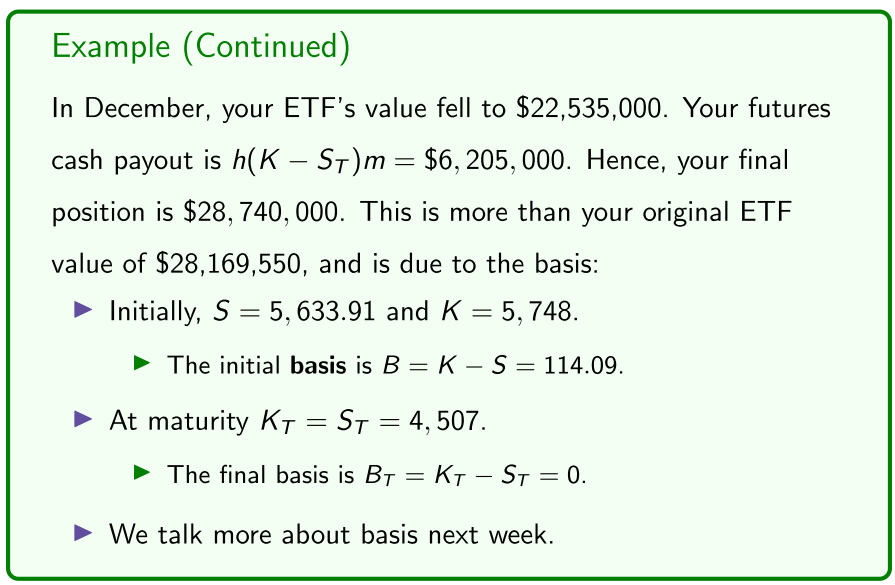 Example (Continued)
In December, your ETF's value fell to $22,535,000. Your futures
cash payout is h(K − S_T)m = $6,205,000. Hence, your final
position is $28,740,000. This is more than your original ETF
value of $28,169,550, and is due to the basis:
▶ Initially, S = 5,633.91 and K = 5,748.
▶ The initial basis is B = K − S = 114.09.
▶ At maturity K_T = S_T = 4,507.
▶ The final basis is B_T = K_T − S_T = 0.
▶ We talk more about basis next week.